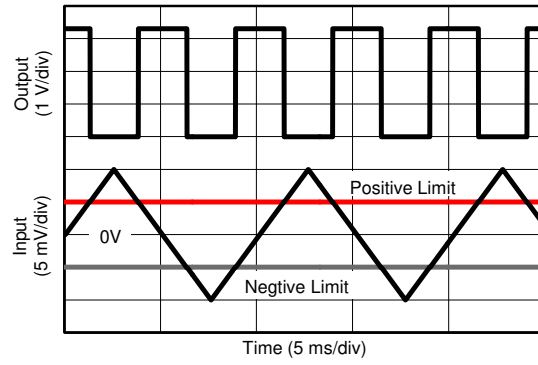 Output
(1 V/div)
Positive Limit
0V
Input
(5 mV/div)
Negtive Limit
Time (5 ms/div)